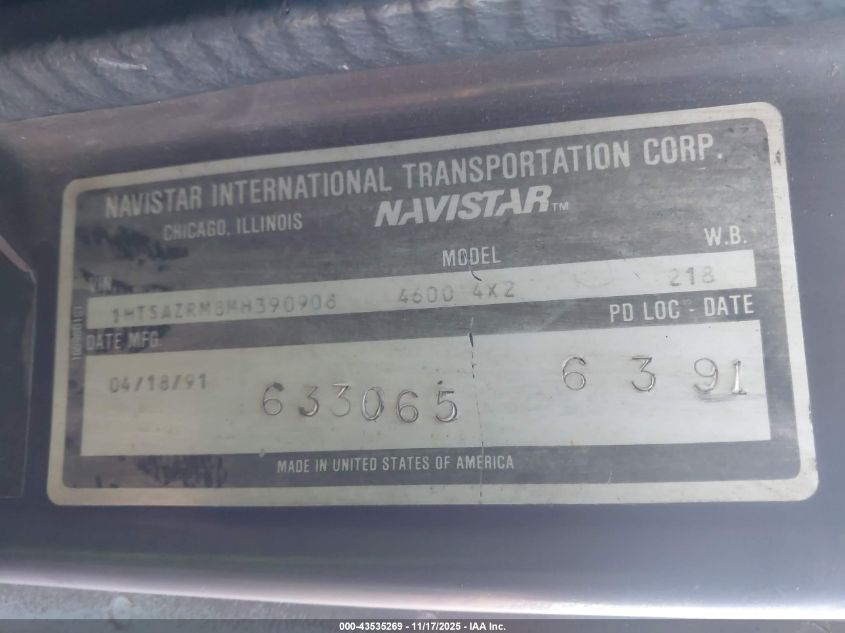 NAVISTAR INTERNATIONAL TRANSPORTATION CORP.
CHICAGO, ILLINOIS NAVISTAR™
VIN MODEL W.B.
1HTSAZRM8MH390906 4600 4X2 218
DATE MFG. PD LOC - DATE
04/18/91 633065 6 3 91
MADE IN UNITED STATES OF AMERICA
000-43535269 - 11/17/2025 - IAA Inc.